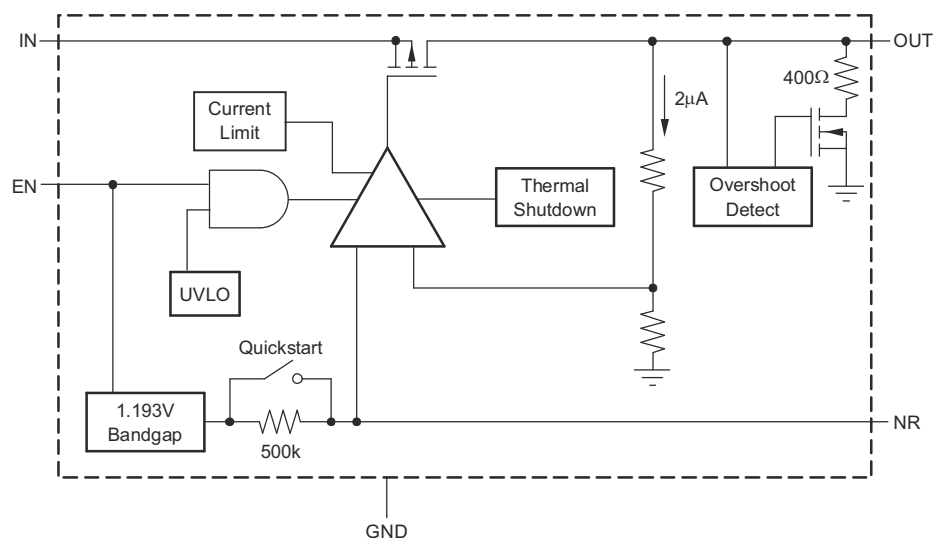 IN
OUT
400Ω
2μA
Current
Limit
EN
Thermal
Shutdown
Overshoot
Detect
UVLO
Quickstart
1.193V
Bandgap
500k
NR
GND